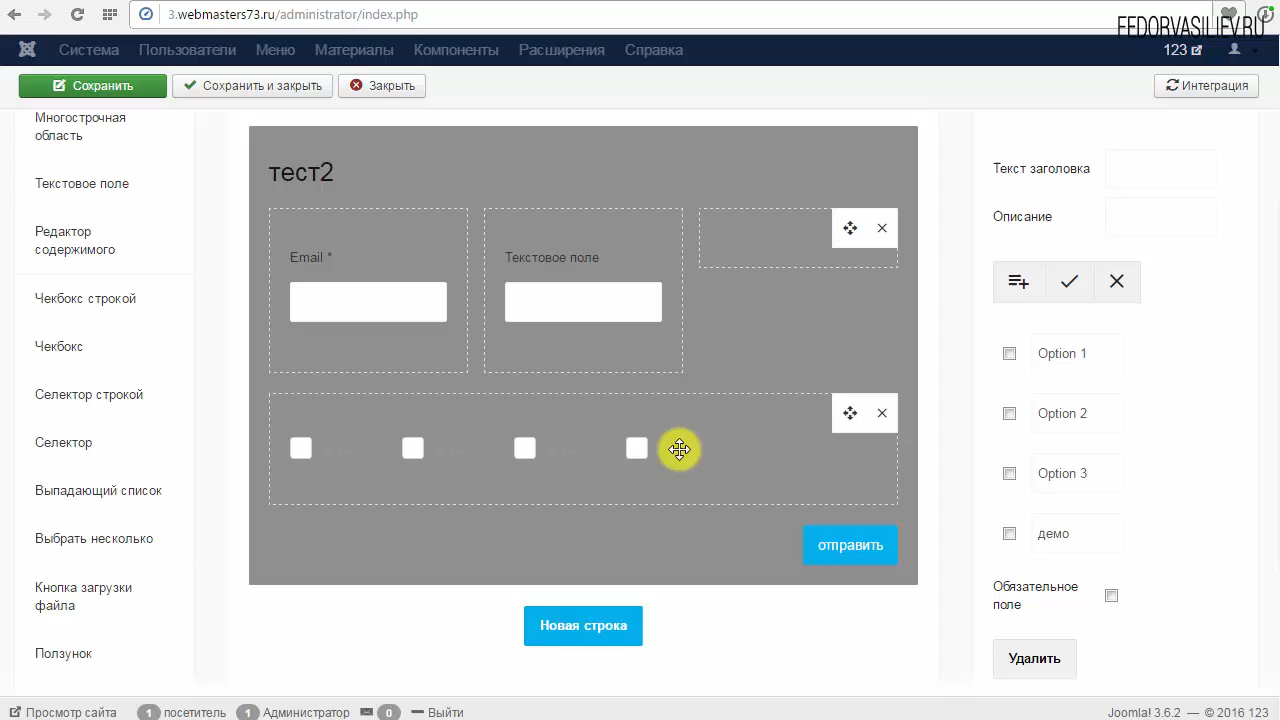 3.webmasters73.ru/administrator/index.php
FEDORVASILIEV.RU
Система Пользователи Меню Материалы Компоненты Расширения Справка 123
Сохранить Сохранить и закрыть Закрыть Интеграция
Многострочная
область
Текстовое поле
Редактор
содержимого
Чекбокс строкой
Чекбокс
Селектор строкой
Селектор
Выпадающий список
Выбрать несколько
Кнопка загрузки
файла
Ползунок
тест2
Email *
Текстовое поле
отправить
Новая строка
Текст заголовка
Описание
Option 1
Option 2
Option 3
демо
Обязательное
поле
Удалить
Просмотр сайта 1 посетитель 1 Администратор 0 Выйти
Joomla! 3.6.2 — © 2016 123